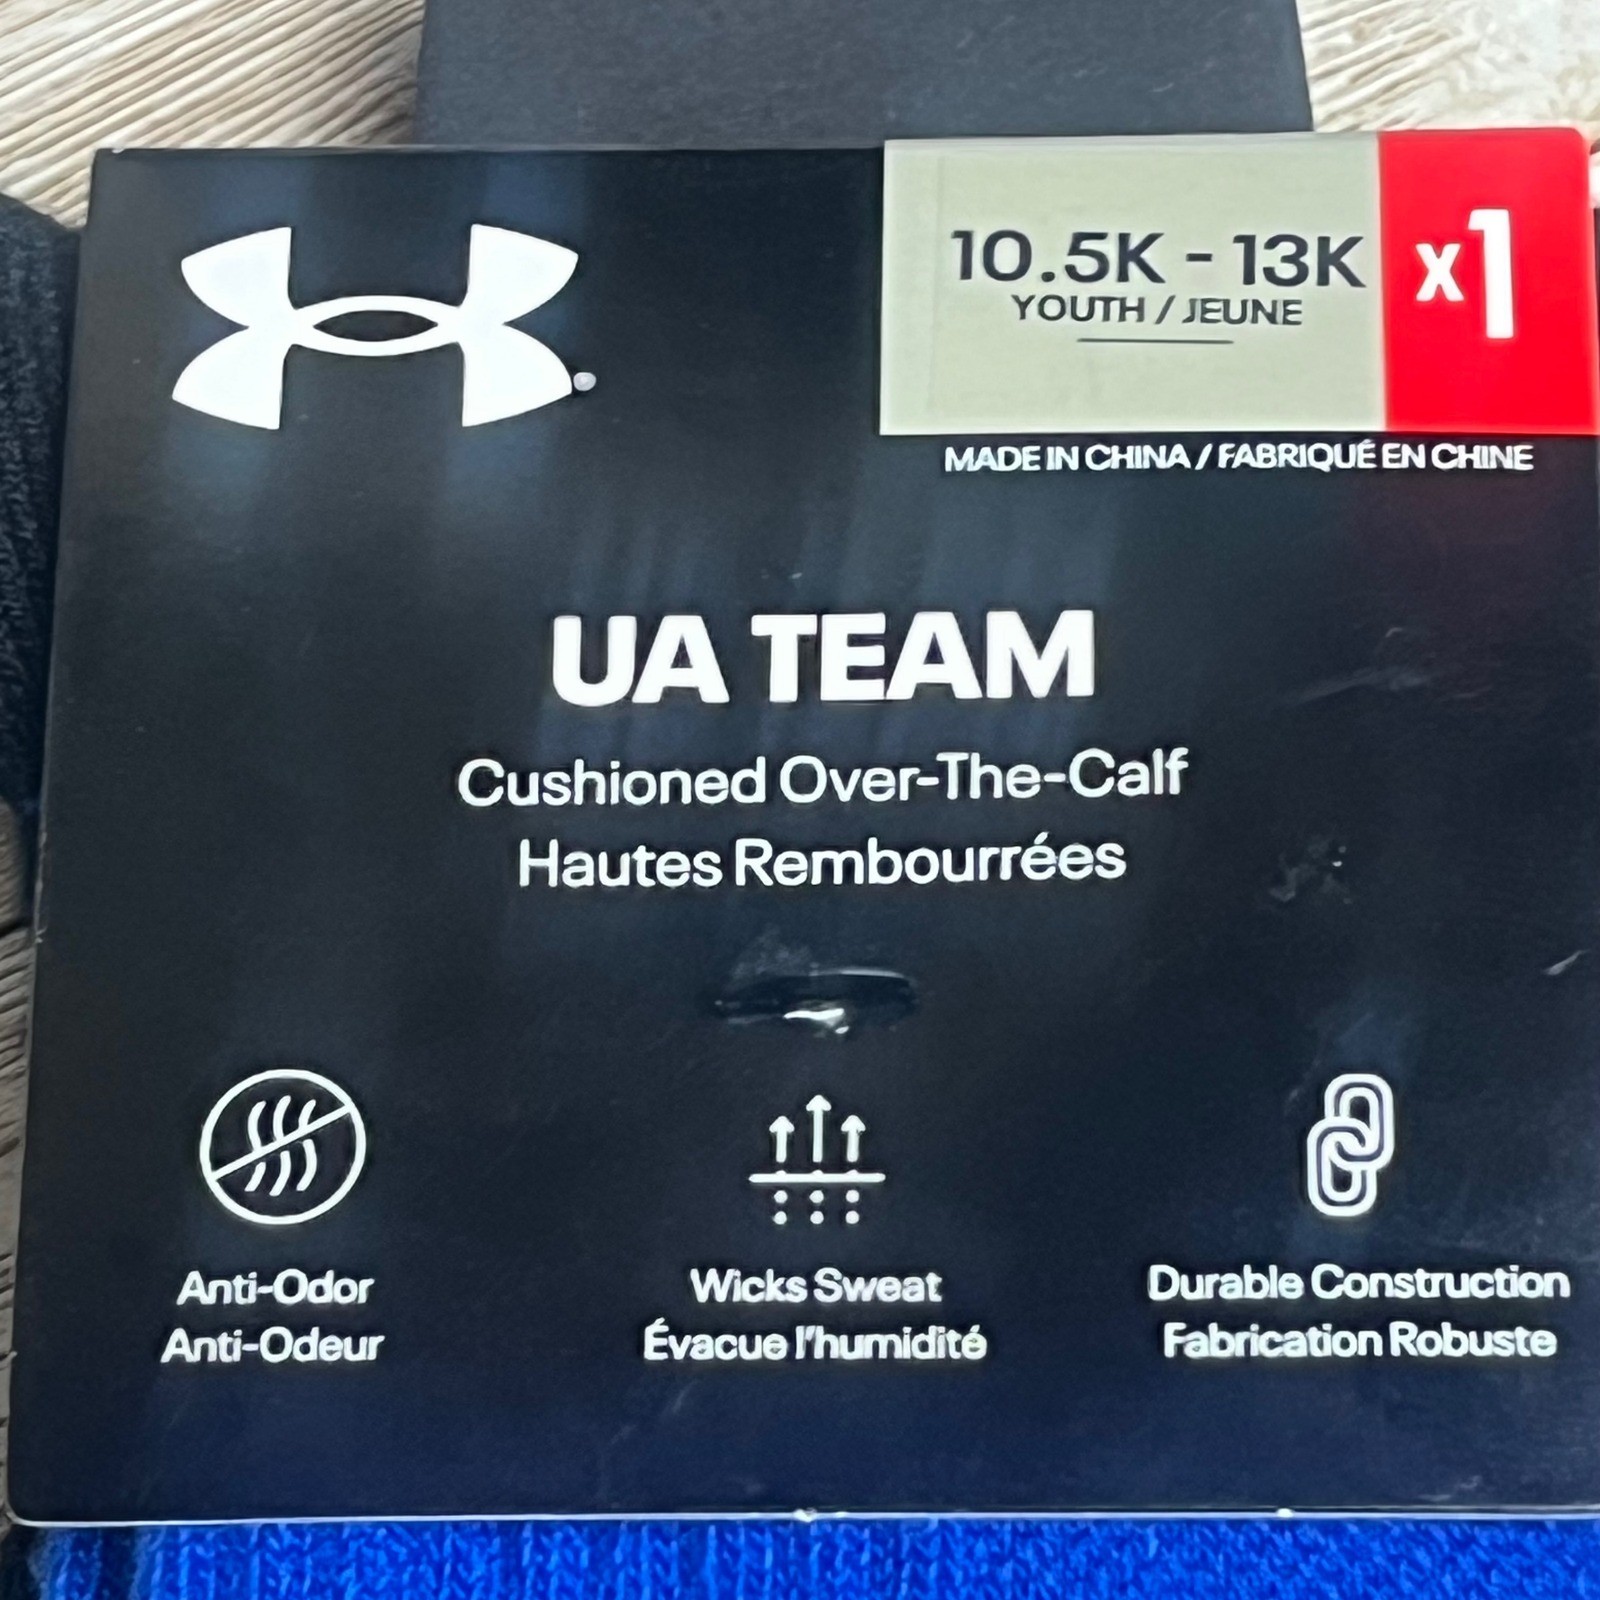 10.5K - 13K
YOUTH / JEUNE
x1
MADE IN CHINA / FABRIQUÉ EN CHINE
UA TEAM
Cushioned Over-The-Calf
Hautes Rembourrées
Anti-Odor
Anti-Odeur
Wicks Sweat
Évacue l'humidité
Durable Construction
Fabrication Robuste